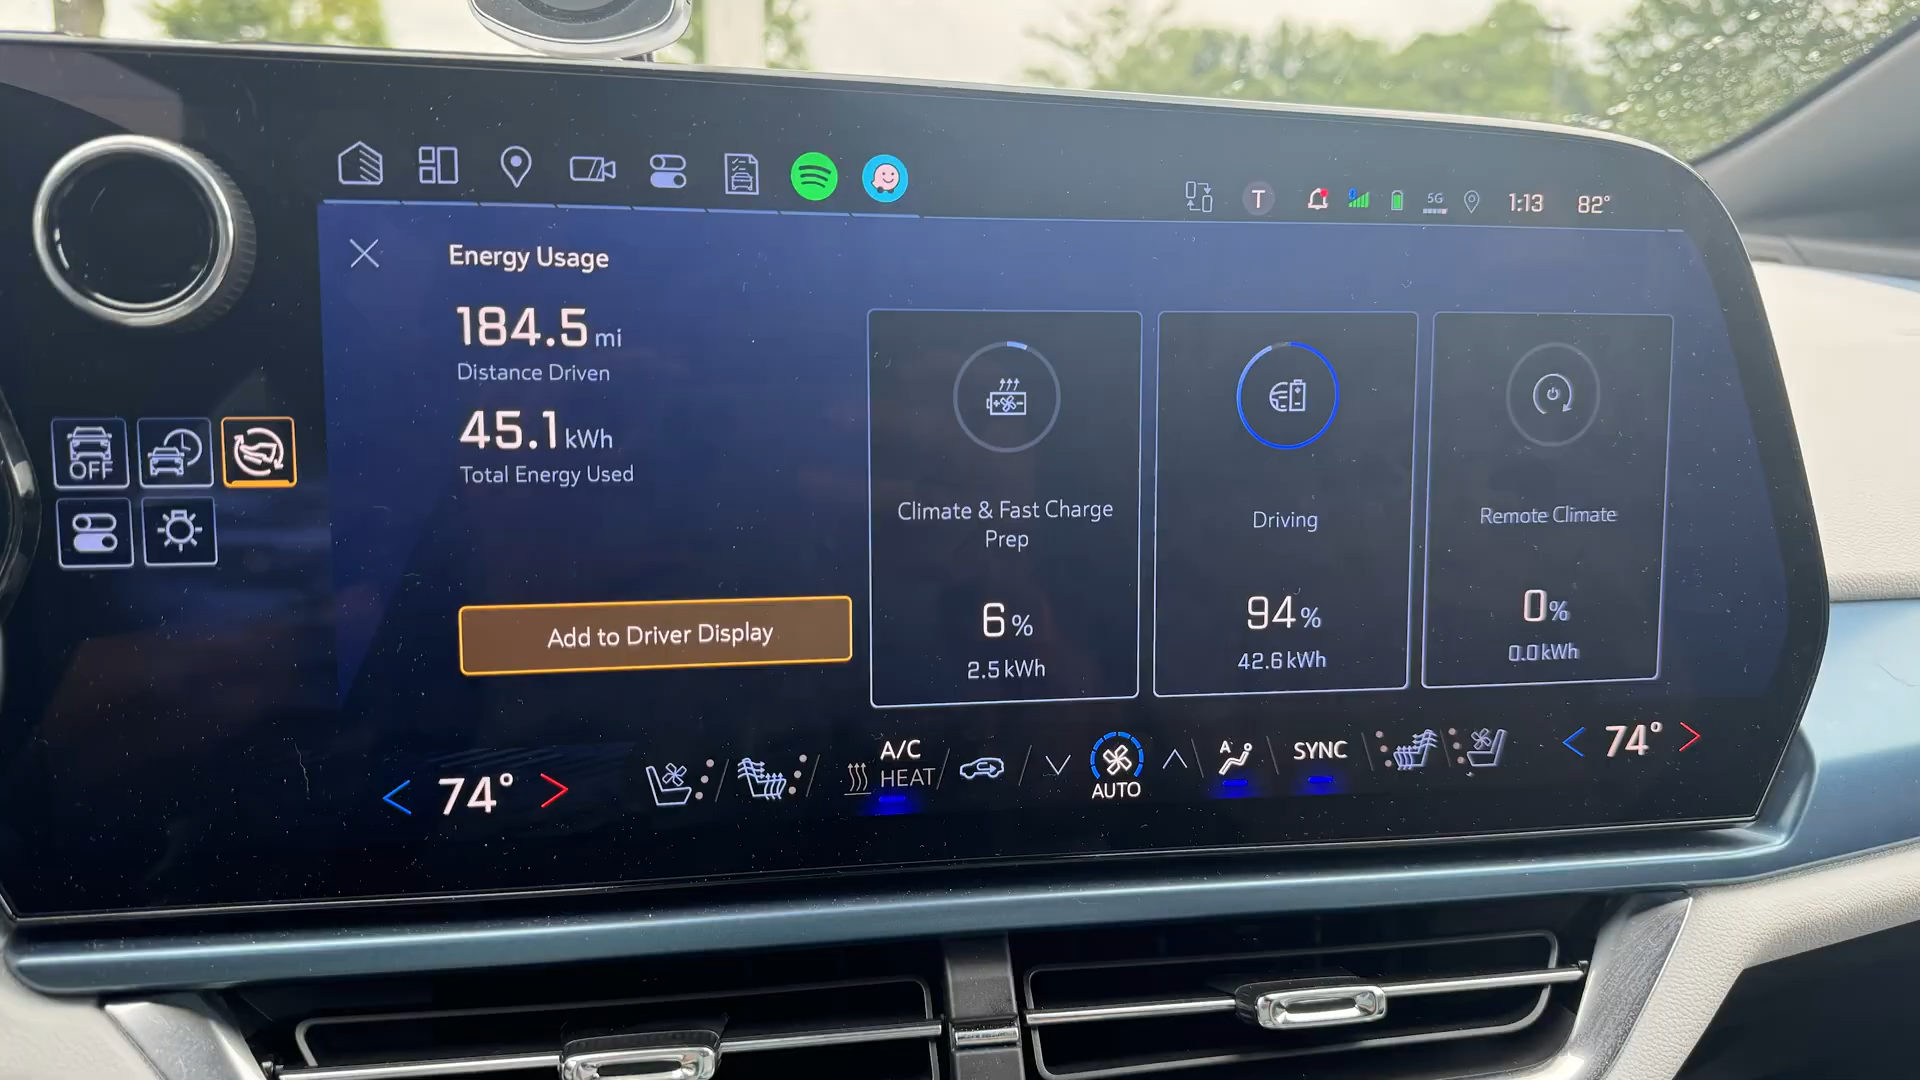 T
5G
1:13
82°
Energy Usage
184.5 mi
Distance Driven
45.1 kWh
Total Energy Used
Add to Driver Display
Climate & Fast Charge
Prep
6%
2.5 kWh
Driving
94%
42.6 kWh
Remote Climate
0%
0.0 kWh
OFF
74°
A/C
HEAT
AUTO
A
SYNC
74°